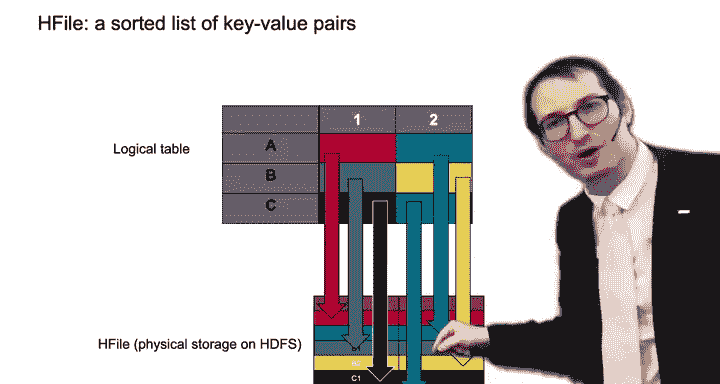 HFile: a sorted list of key-value pairs
1 2
Logical table
A
B
C
HFile (physical storage on HDFS)
C1